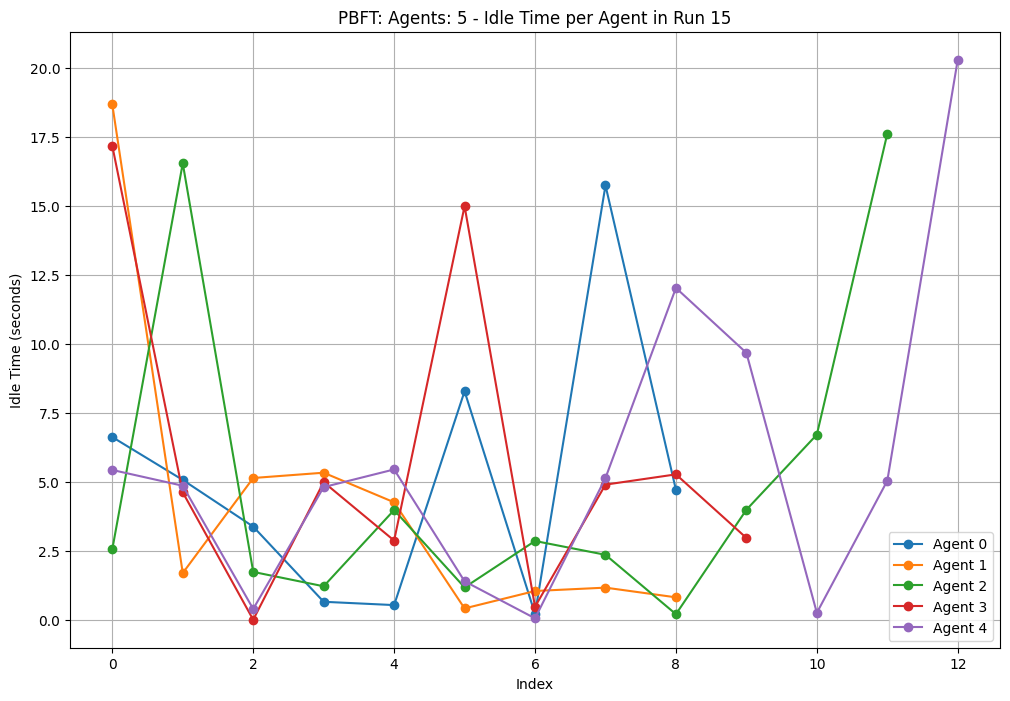 PBFT: Agents: 5 - Idle Time per Agent in Run 15
Idle Time (seconds)
20.0
17.5
15.0
12.5
10.0
7.5
5.0
2.5
0.0
0 2 4 6 8 10 12
Index
Agent 0
Agent 1
Agent 2
Agent 3
Agent 4